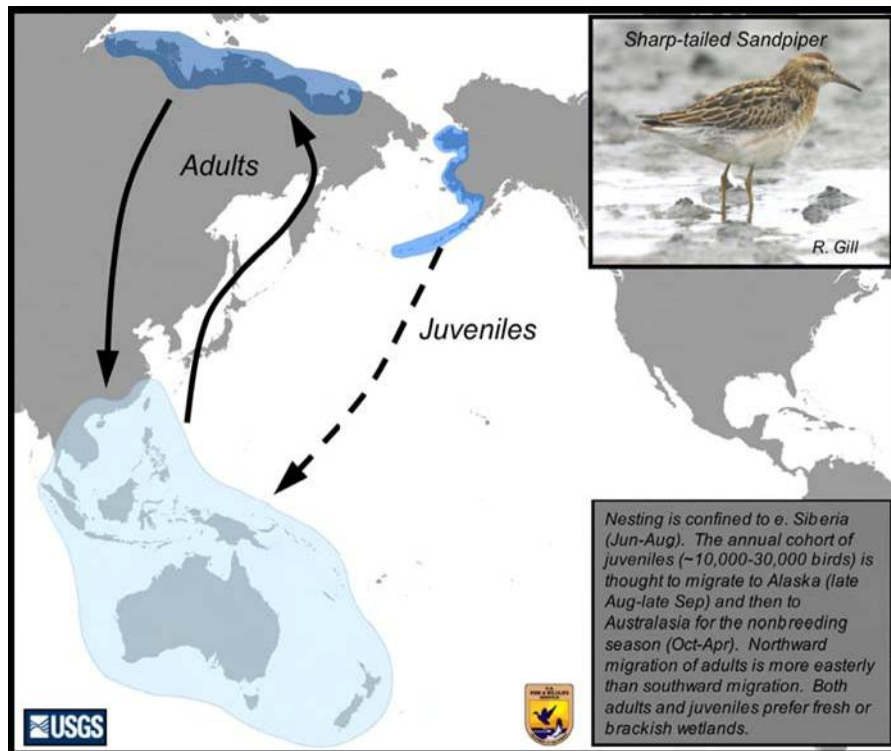 Sharp-tailed Sandpiper
R. Gill
Adults
Juveniles
Nesting is confined to e. Siberia
(Jun-Aug). The annual cohort of
juveniles (~10,000-30,000 birds) is
thought to migrate to Alaska (late
Aug-late Sep) and then to
Australasia for the nonbreeding
season (Oct-Apr). Northward
migration of adults is more easterly
than southward migration. Both
adults and juveniles prefer fresh or
brackish wetlands.
USGS
U.S.
FISH & WILDLIFE
SERVICE